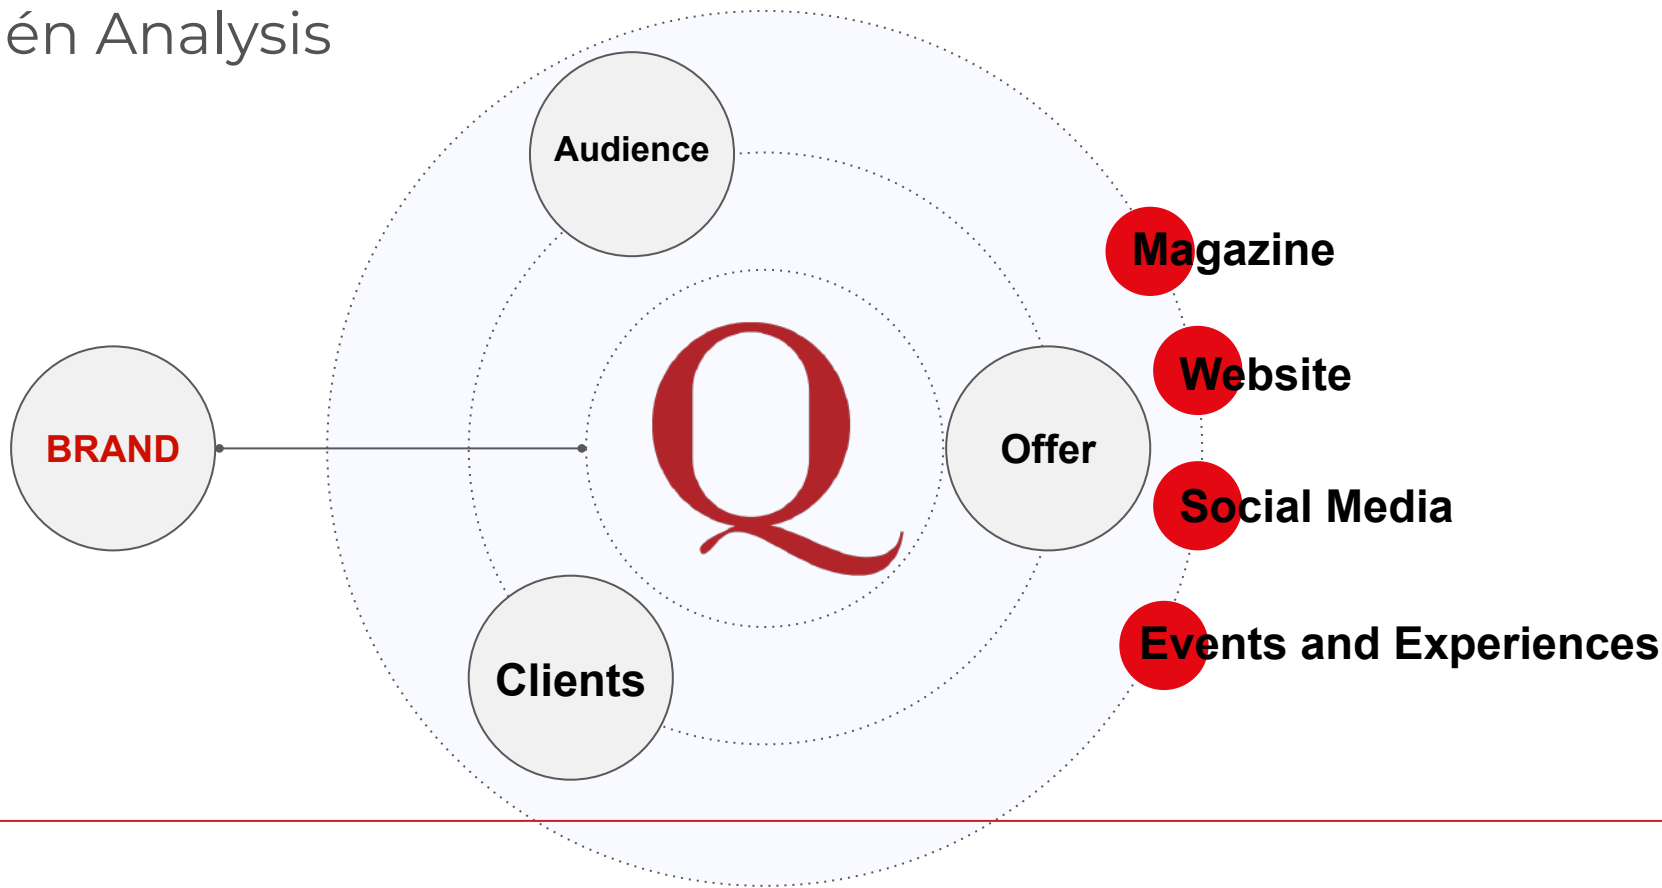 én Analysis
Audience
Magazine
Website
BRAND
Q
Offer
Social Media
Events and Experiences
Clients